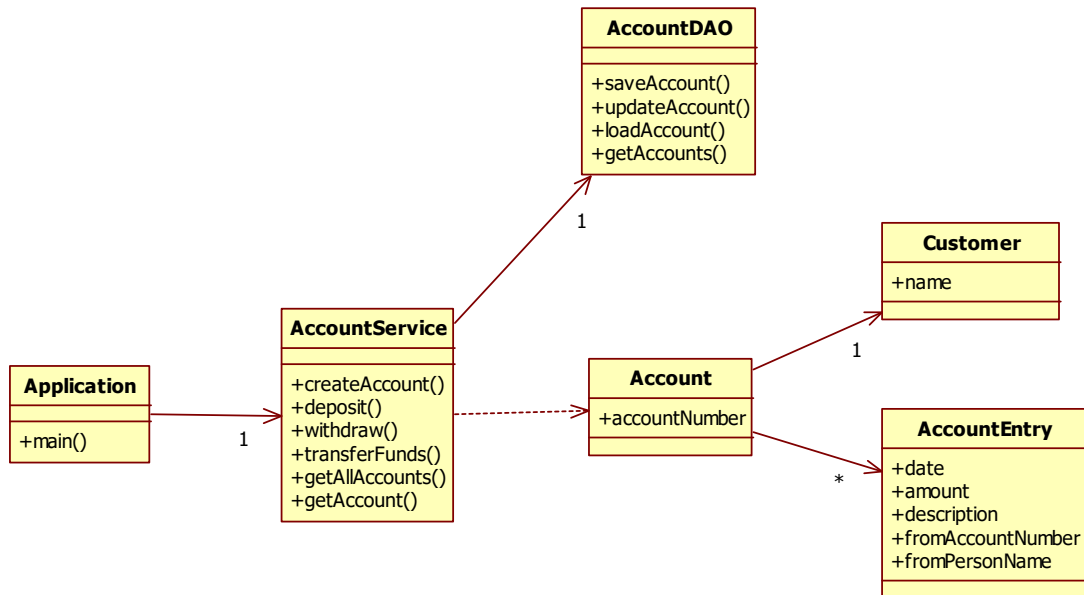 AccountDAO
+saveAccount()
+updateAccount()
+loadAccount()
+getAccounts()
1
Customer
+name
1
AccountService
+createAccount()
+deposit()
+withdraw()
+transferFunds()
+getAllAccounts()
+getAccount()
Application
+main()
1
Account
+accountNumber
AccountEntry
+date
+amount
+description
+fromAccountNumber
+fromPersonName
*